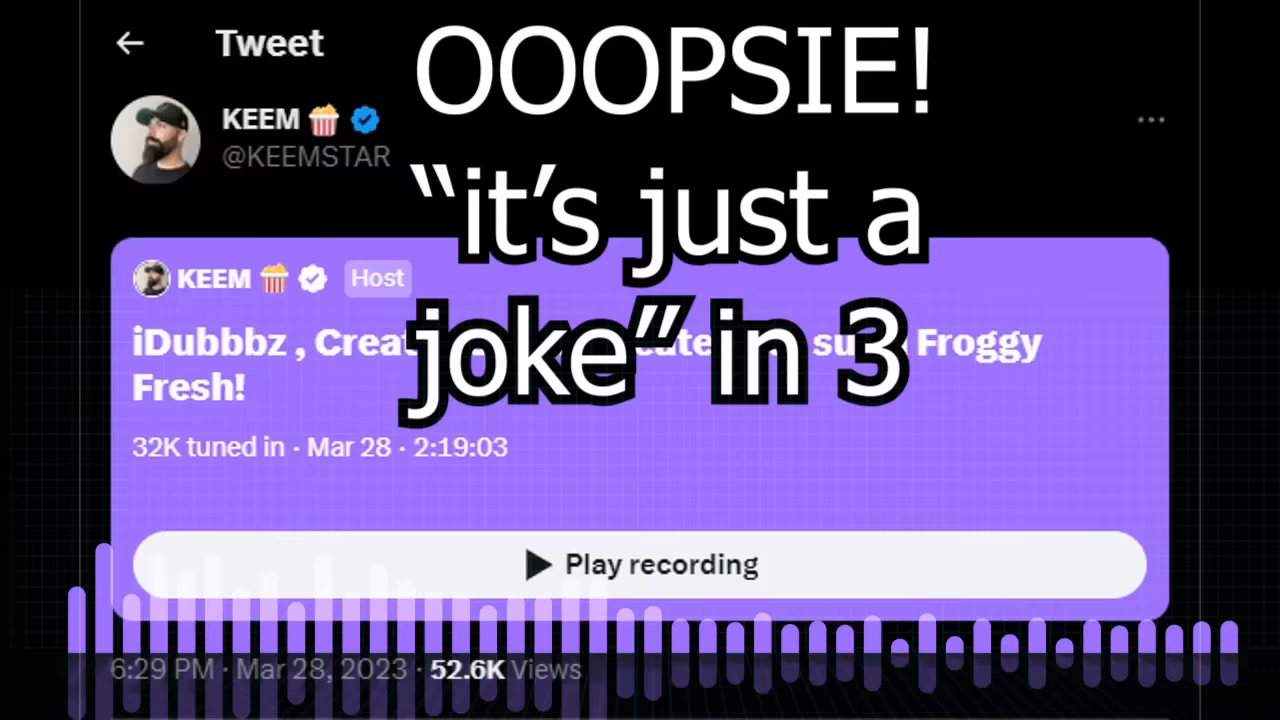 Tweet
OOOPSIE!
KEEM
@KEEMSTAR
“it’s just a
joke” in 3
KEEM Host
iDubbbz , Froggy
Fresh!
32K tuned in · Mar 28 · 2:19:03
Play recording
6:29 PM · Mar 28, 2023 · 52.6K Views